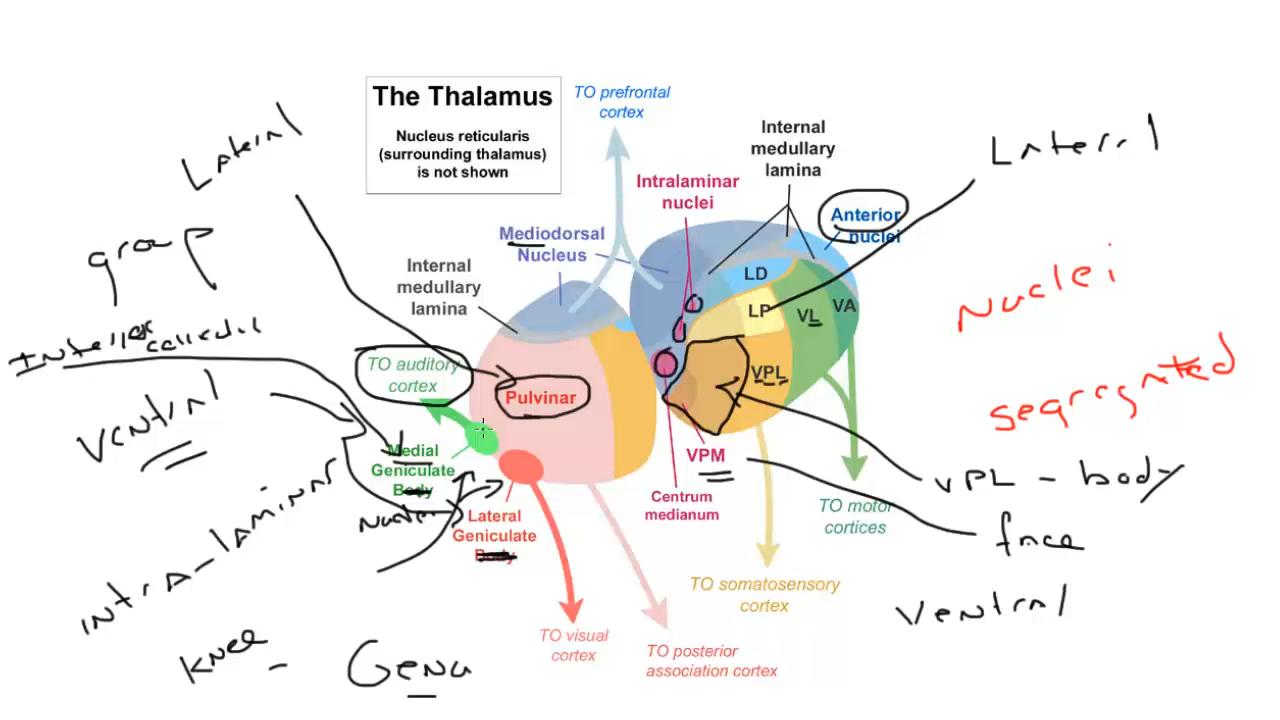 The Thalamus
Nucleus reticularis
(surrounding thalamus)
is not shown
TO prefrontal
cortex
Internal
medullary
lamina
Intralaminar
nuclei
Anterior
nuclei
Mediodorsal
Nucleus
Internal
medullary
lamina
LD
LP
VL
VA
VPL
VPM
TO auditory
cortex
Pulvinar
Medial
Geniculate
Body
Lateral
Geniculate
Body
Centrum
medianum
TO motor
cortices
TO somatosensory
cortex
TO visual
cortex
TO posterior
association cortex
Lateral
group
Ventral
Intra-laminar
Nuclei
Knee - Genu
Lateral
Nuclei
segregated
VPL - body
face
Ventral